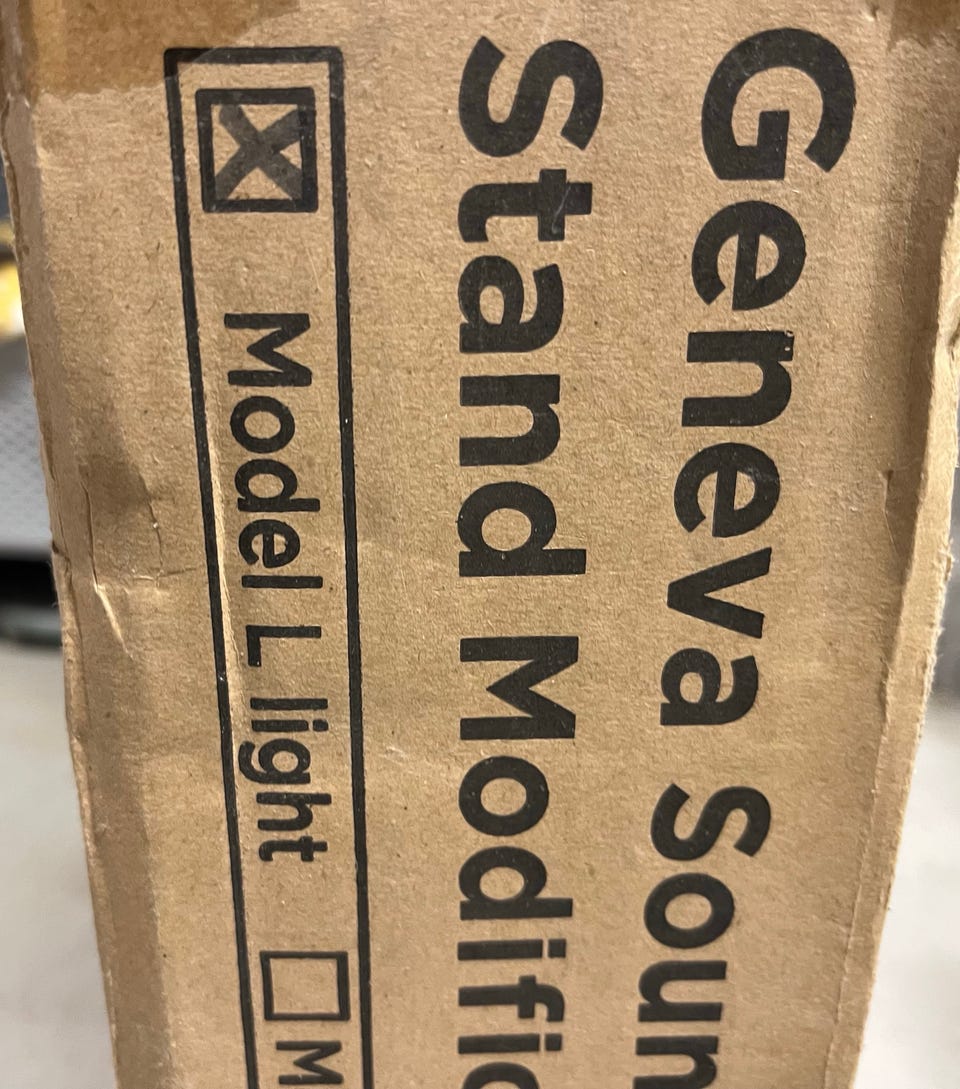 Geneva Soun
Stand Modific
☒ Model L light ☐ M